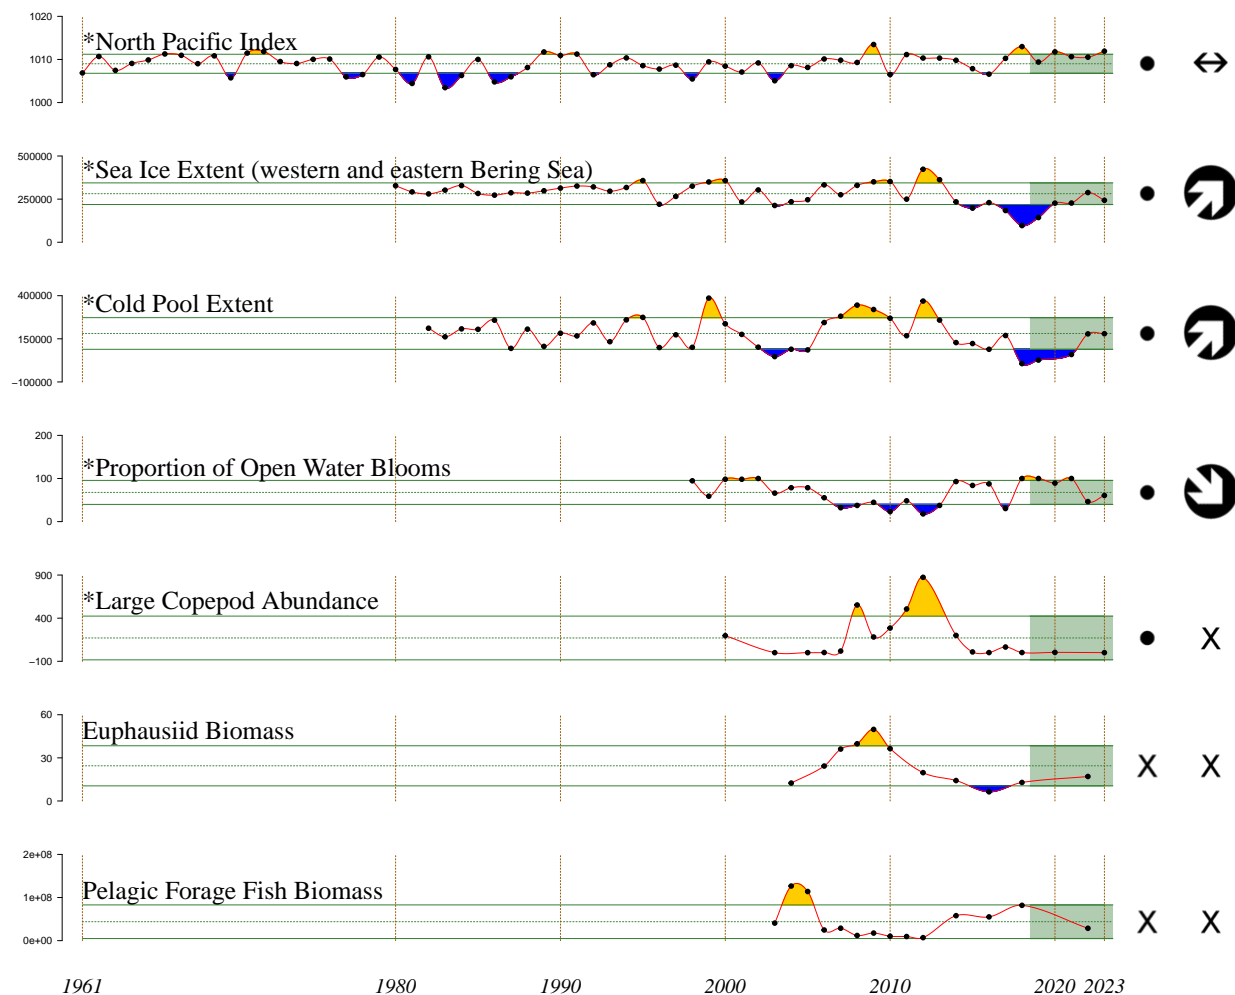 1020
*North Pacific Index
1010
1000
500000
*Sea Ice Extent (western and eastern Bering Sea)
250000
0
400000
*Cold Pool Extent
150000
−100000
200
*Proportion of Open Water Blooms
100
0
900
*Large Copepod Abundance
400
−100
X
60
Euphausiid Biomass
30
X X
0
2e+08
Pelagic Forage Fish Biomass
1e+08
X X
0e+00
1961 1980 1990 2000 2010 2020 2023